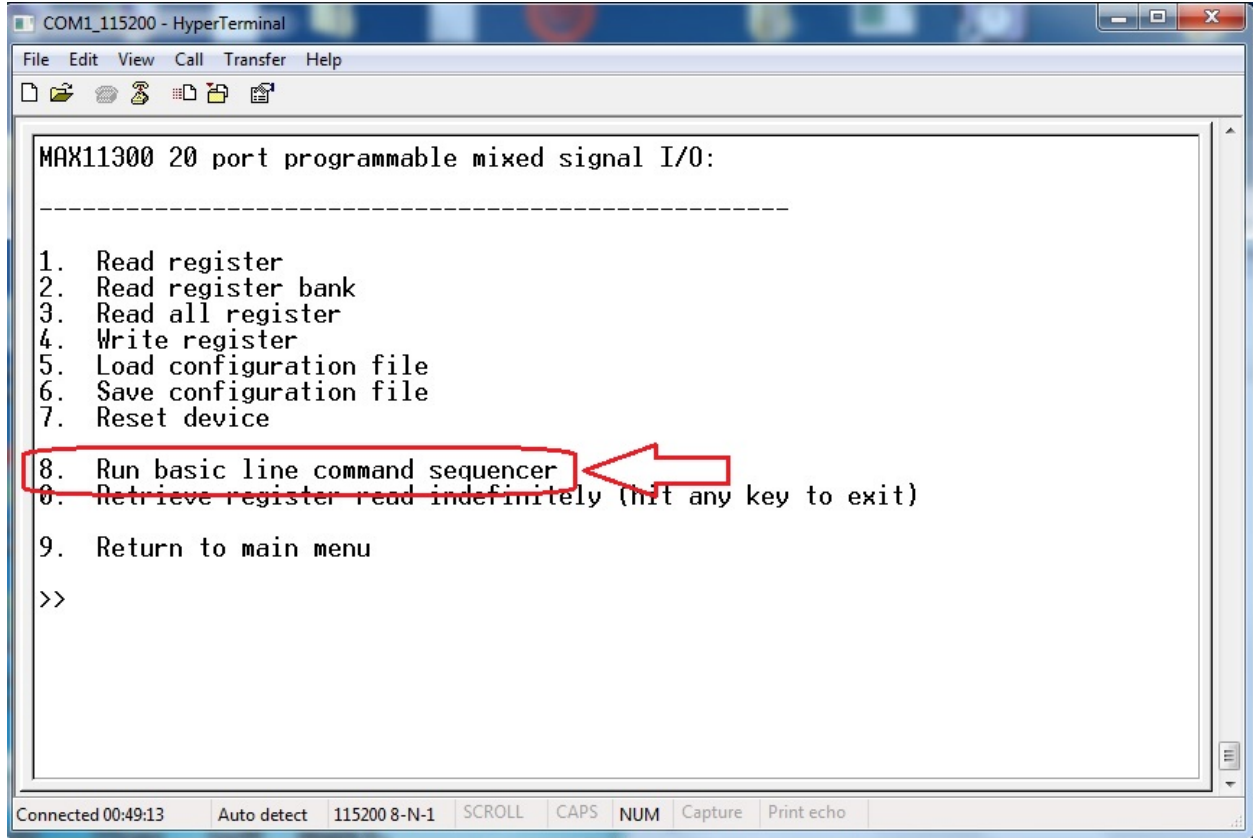 COM1_115200 - HyperTerminal
File Edit View Call Transfer Help
MAX11300 20 port programmable mixed signal I/O:
----------------------------------------------------
1. Read register
2. Read register bank
3. Read all register
4. Write register
5. Load configuration file
6. Save configuration file
7. Reset device
8. Run basic line command sequencer
0. Retrieve register read indefinitely (hit any key to exit)
9. Return to main menu
>>
Connected 00:49:13 Auto detect 115200 8-N-1 SCROLL CAPS NUM Capture Print echo